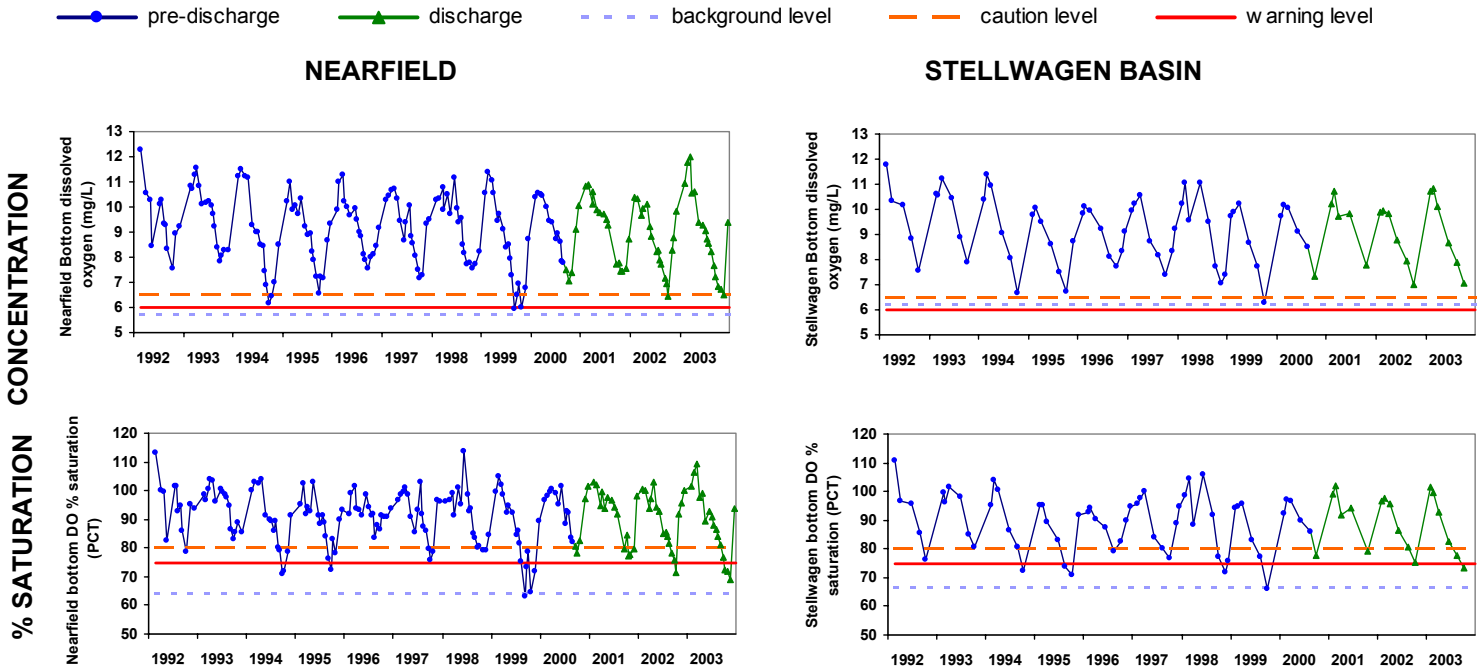 pre-discharge discharge background level caution level warning level
NEARFIELD STELLWAGEN BASIN
CONCENTRATION
Nearfield Bottom dissolved
oxygen (mg/L)
13
12
11
10
9
8
7
6
5
1992 1993 1994 1995 1996 1997 1998 1999 2000 2001 2002 2003
Stellwagen Bottom dissolved
oxygen (mg/L)
13
12
11
10
9
8
7
6
5
1992 1993 1994 1995 1996 1997 1998 1999 2000 2001 2002 2003
% SATURATION
Nearfield bottom DO % saturation
(PCT)
120
110
100
90
80
70
60
50
1992 1993 1994 1995 1996 1997 1998 1999 2000 2001 2002 2003
Stellwagen bottom DO %
saturation (PCT)
120
110
100
90
80
70
60
50
1992 1993 1994 1995 1996 1997 1998 1999 2000 2001 2002 2003